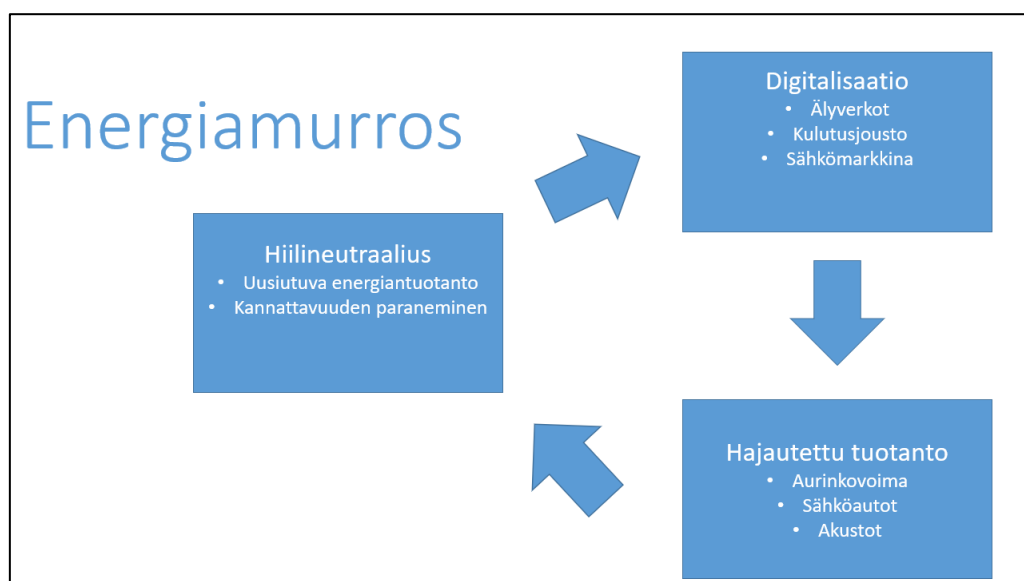 Energiamurros
Digitalisaatio
• Älyverkot
• Kulutusjousto
• Sähkömarkkina
Hiilineutraalius
• Uusiutuva energiantuotanto
• Kannattavuuden paraneminen
Hajautettu tuotanto
• Aurinkovoima
• Sähköautot
• Akustot